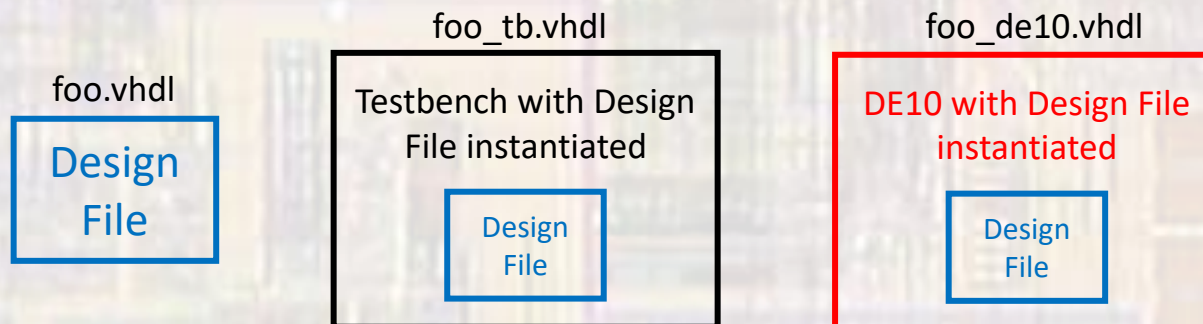 foo.vhdl
Design
File
foo_tb.vhdl
Testbench with Design
File instantiated
Design
File
foo_de10.vhdl
DE10 with Design File
instantiated
Design
File